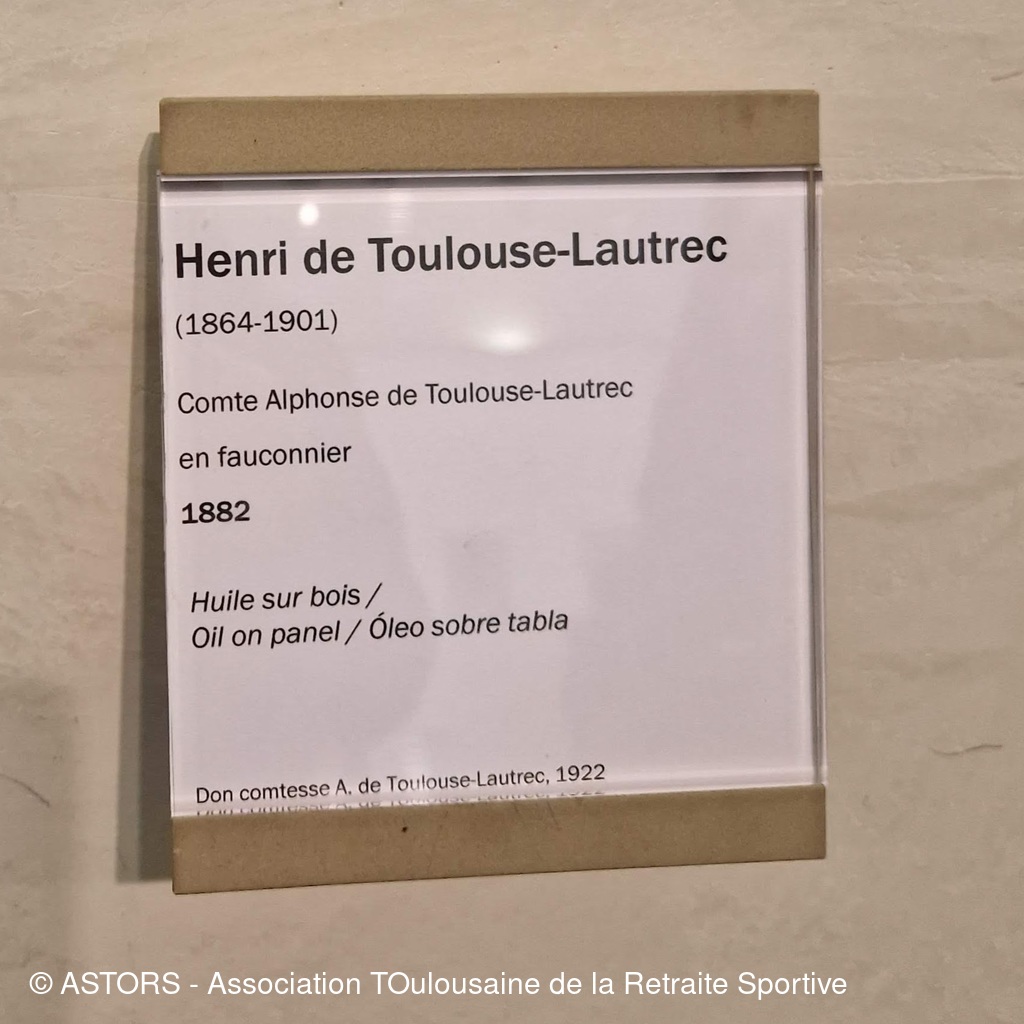 Henri de Toulouse-Lautrec
(1864-1901)
Comte Alphonse de Toulouse-Lautrec
en fauconnier
1882
Huile sur bois /
Oil on panel / Óleo sobre tabla
Don comtesse A. de Toulouse-Lautrec, 1922
© ASTORS - Association TOulousaine de la Retraite Sportive